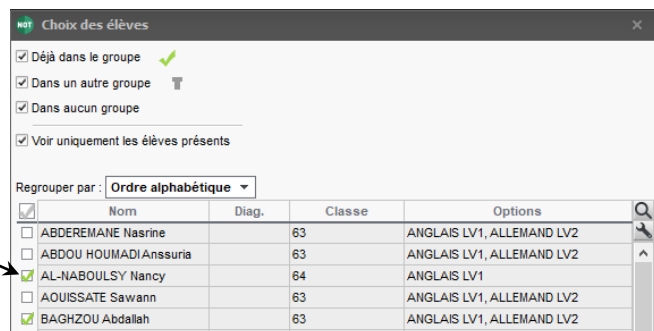 NOT Choix des élèves
Déjà dans le groupe
Dans un autre groupe
Dans aucun groupe
Voir uniquement les élèves présents
Regrouper par : Ordre alphabétique
Nom Diag. Classe Options
ABDEREMANE Nasrine 63 ANGLAIS LV1, ALLEMAND LV2
ABDOU HOUMADI Anssuria 63 ANGLAIS LV1, ALLEMAND LV2
AL-NABOULSY Nancy 64 ANGLAIS LV1
AOUISSATE Sawann 63 ANGLAIS LV1, ALLEMAND LV2
BAGHZOU Abdallah 63 ANGLAIS LV1, ALLEMAND LV2